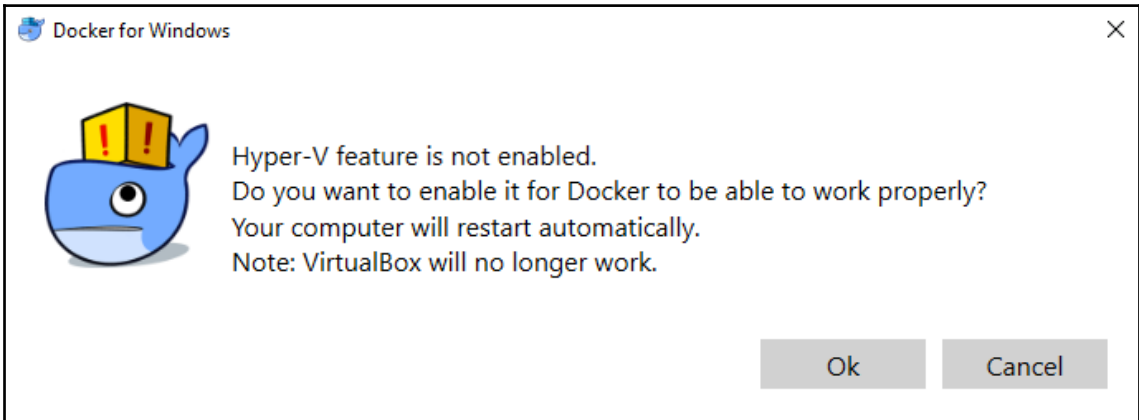 Docker for Windows
Hyper-V feature is not enabled.
Do you want to enable it for Docker to be able to work properly?
Your computer will restart automatically.
Note: VirtualBox will no longer work.
Ok Cancel